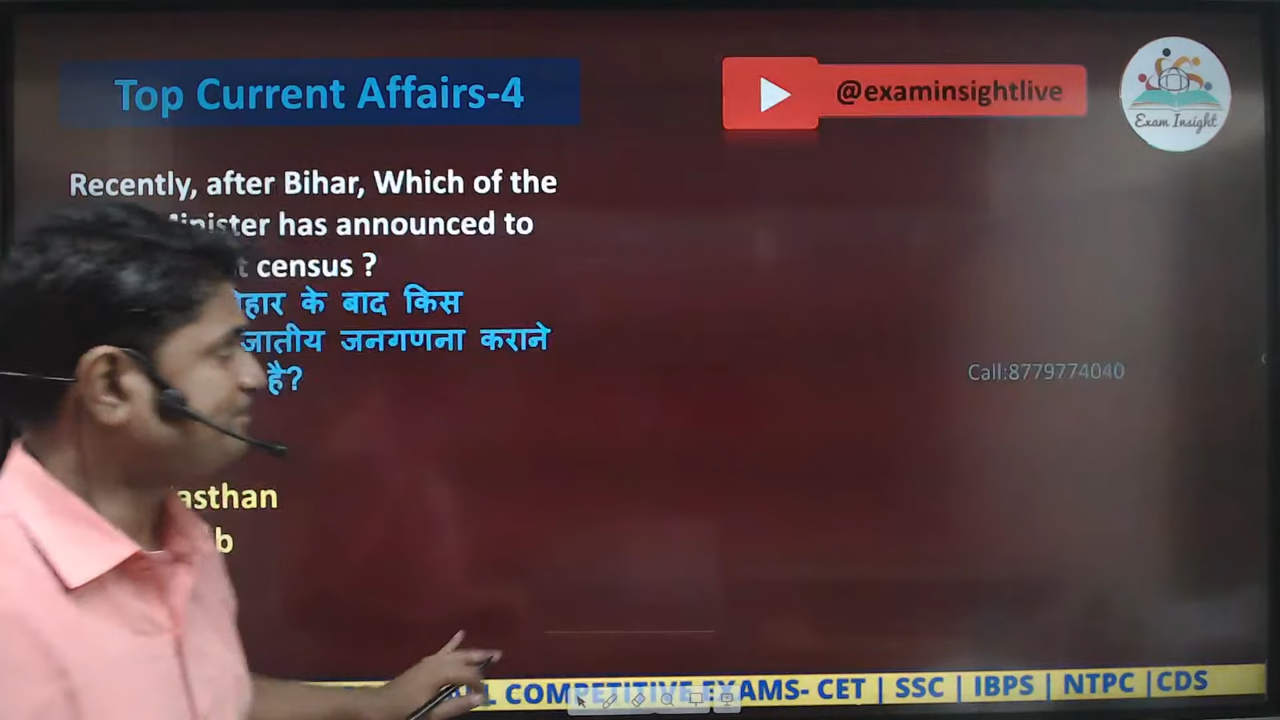 Top Current Affairs-4
@examinsightlive
Exam Insight
Recently, after Bihar, Which of the
has announced to
census ?
के बाद किस
जातीय जनगणना कराने
है?
Call:8779774040
COMPETITIVE EXAMS- CET | SSC | IBPS | NTPC |CDS